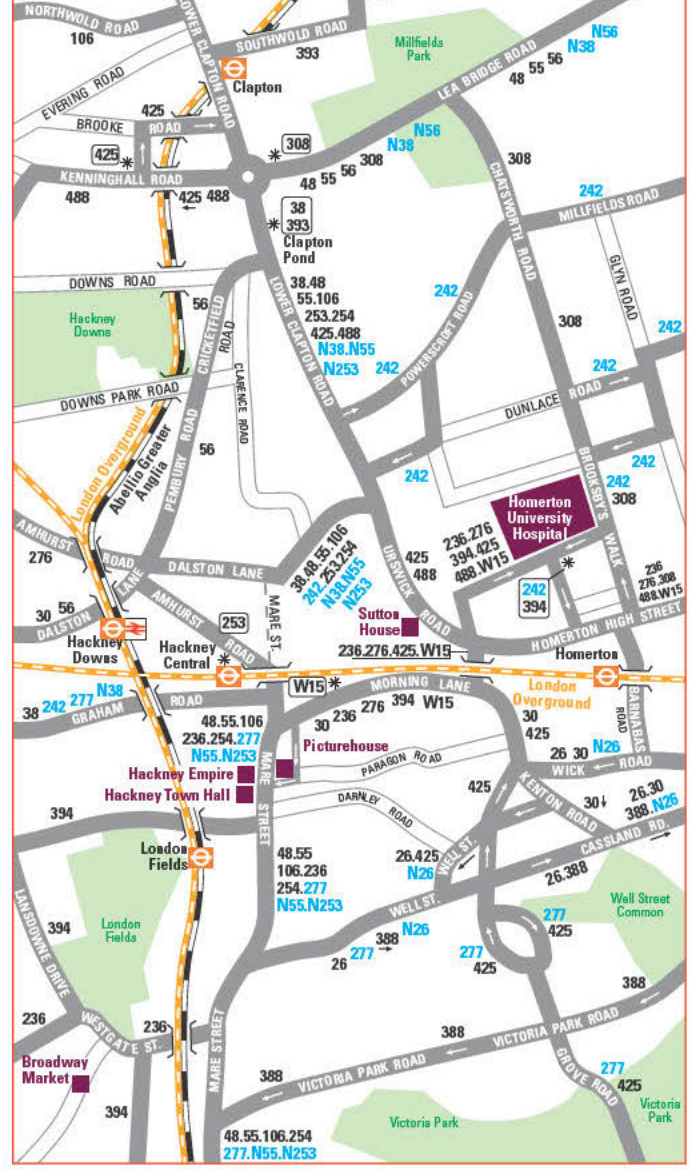 NORTHWOLD ROAD
106
LOWER CLAPTON ROAD
SOUTHWOLD ROAD
393
Millfields
Park
N56
N38
48 55 56
LEA BRIDGE ROAD
Clapton
EVERING ROAD
425
BROOKE ROAD
425
308
N56
N38
308
48 55 56
308
CHATSWORTH ROAD
KENNINGHALL ROAD
488
425
488
38
393
Clapton
Pond
242
MILLFIELDS ROAD
DOWNS ROAD
56
Hackney
Downs
CRICKETFIELD ROAD
LOWER CLAPTON ROAD
38.48
55.106
253.254
425.488
N38.N55
N253
242
242
POWERSCROFT ROAD
GLYN ROAD
308
242
242
DOWNS PARK ROAD
CLARENCE ROAD
DUNLACE ROAD
London Overground
Abellio Greater
Anglia
PEMBURY ROAD
56
242
242
BROOKSBY'S WALK
242
308
Homerton
University
Hospital
AMHURST ROAD
276
DALSTON LANE
38.48.55.106
242.253.254
N38.N55
N253
URSWICK ROAD
425
488
236.276
394.425
488.W15
242
394
236
276.308
488.W15
30
56
DALSTON LANE
AMHURST ROAD
253
MARE ST.
Sutton
House
HOMERTON HIGH STREET
Hackney
Downs
Hackney
Central
236.276.425.W15
Homerton
W15
MORNING LANE
London
Overground
BARNABAS ROAD
38
242
277
N38
GRAHAM ROAD
30
236
276
394
W15
30
425
48.55.106
236.254.277
N55.N253
Picturehouse
PARAGON ROAD
26 30
N26
WICK ROAD
Hackney Empire
Hackney Town Hall
MARE STREET
DARNLEY ROAD
425
KENTON ROAD
30
26.30
388.N26
394
CASSLAND RD.
London
Fields
48.55
106.236
254.277
N55.N253
26.425
N26
WELL ST.
26.388
LANSDOWNE DRIVE
394
London
Fields
WELL ST.
Well Street
Common
277
425
388
N26
277
26
277
425
388
236
WESTGATE ST.
236
388
VICTORIA PARK ROAD
MARE STREET
Broadway
Market
394
388
VICTORIA PARK ROAD
GROVE ROAD
277
425
Victoria
Park
Victoria Park
48.55.106.254
277.N55.N253